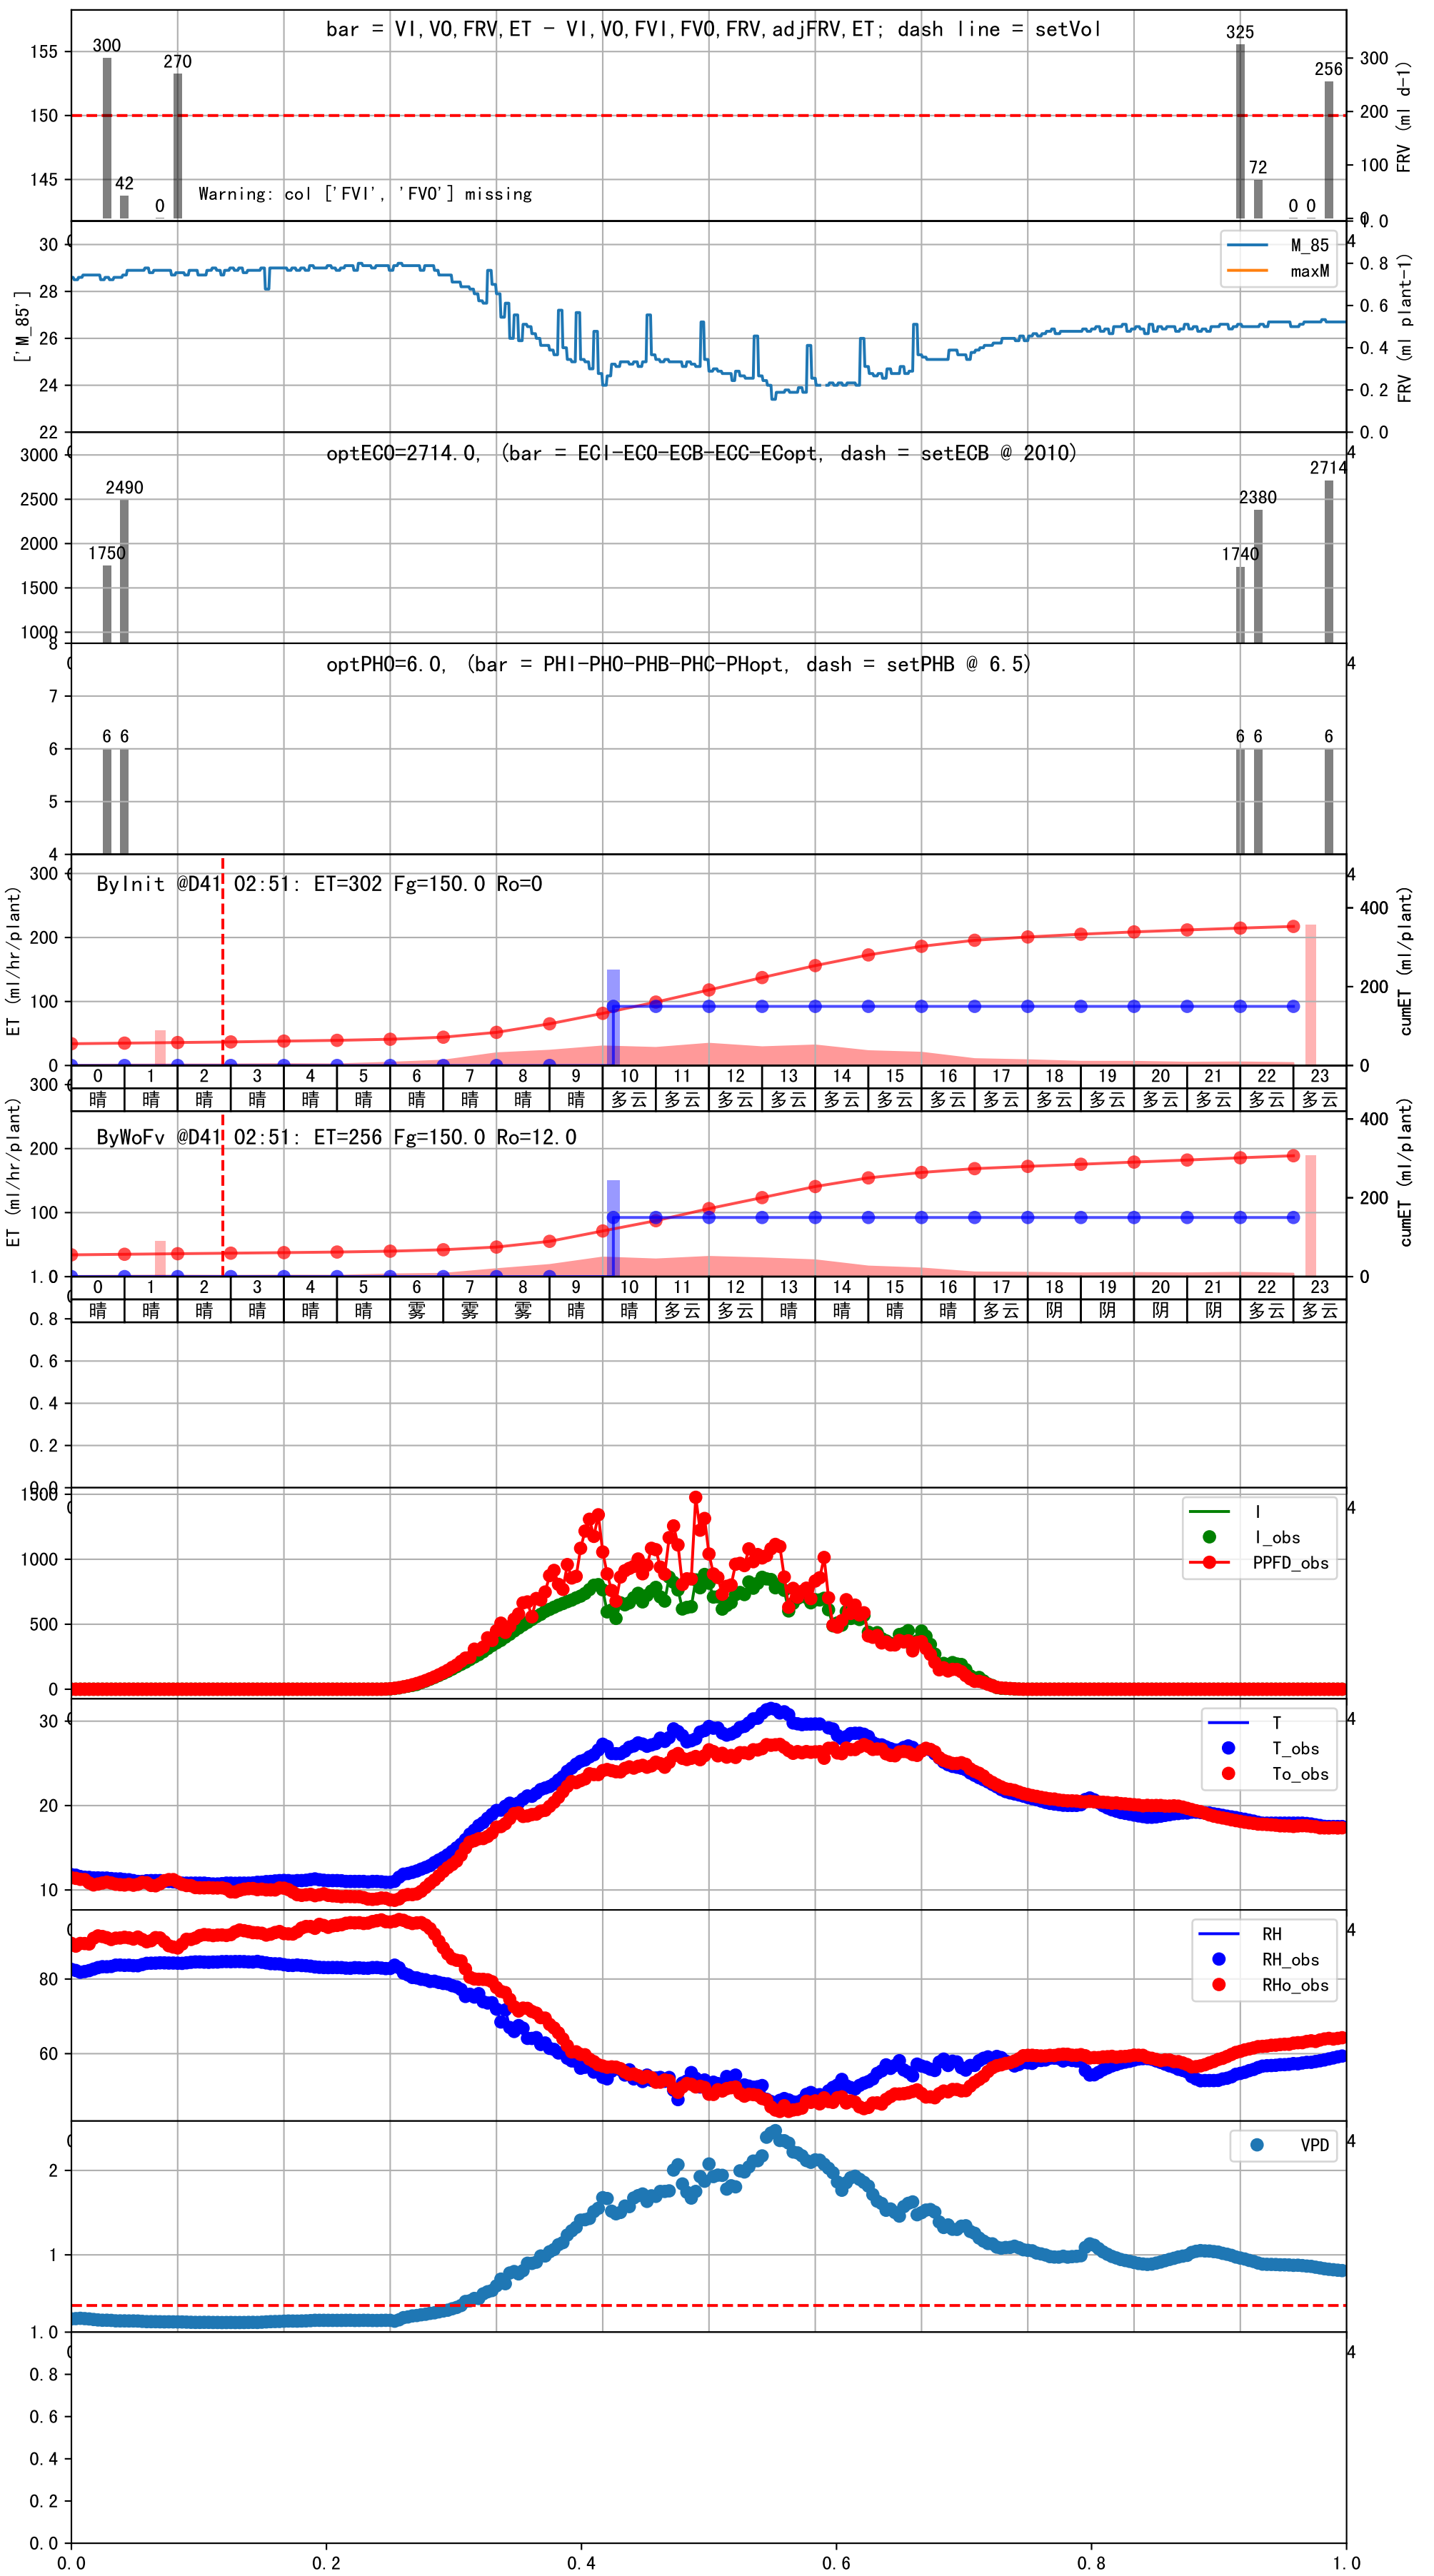 bar = VI,VO,FRV,ET - VI,VO,FVI,FVO,FRV,adjFRV,ET; dash line = setVol
155
150
145
300
42
0
270
Warning: col ['FVI', 'FVO'] missing
325
72
0 0
256
300
200
100
0
FRV (ml d-1)
1.0
30
28
26
24
22
['M_85']
M_85
maxM
4
0.8
0.6
0.4
0.2
0.0
FRV (ml plant-1)
optECO=2714.0, (bar = ECI-ECO-ECB-ECC-ECopt, dash = setECB @ 2010)
3000
2500
2000
1500
1000
1750
2490
1740
2380
2714
4
optPHO=6.0, (bar = PHI-PHO-PHB-PHC-PHopt, dash = setPHB @ 6.5)
8
7
6
5
4
6 6
6 6
6
4
ByInit @D41 02:51: ET=302 Fg=150.0 Ro=0
300
200
100
0
ET (ml/hr/plant)
4
400
200
0
cumET (ml/plant)
0 1 2 3 4 5 6 7 8 9 10 11 12 13 14 15 16 17 18 19 20 21 22 23
晴 晴 晴 晴 晴 晴 晴 晴 晴 晴 多云 多云 多云 多云 多云 多云 多云 多云 多云 多云 多云 多云 多云 多云
ByWoFv @D41 02:51: ET=256 Fg=150.0 Ro=12.0
300
200
100
ET (ml/hr/plant)
400
200
0
cumET (ml/plant)
0 1 2 3 4 5 6 7 8 9 10 11 12 13 14 15 16 17 18 19 20 21 22 23
晴 晴 晴 晴 晴 晴 雾 雾 雾 晴 晴 多云 多云 晴 晴 晴 晴 多云 阴 阴 阴 阴 多云 多云
1.0
0.8
0.6
0.4
0.2
0.0
1500
1000
500
0
I
I_obs
PPFD_obs
4
30
20
10
T
T_obs
To_obs
4
80
60
RH
RH_obs
RHo_obs
4
2
1
VPD
4
1.0
0.8
0.6
0.4
0.2
0.0
4
0.0 0.2 0.4 0.6 0.8 1.0